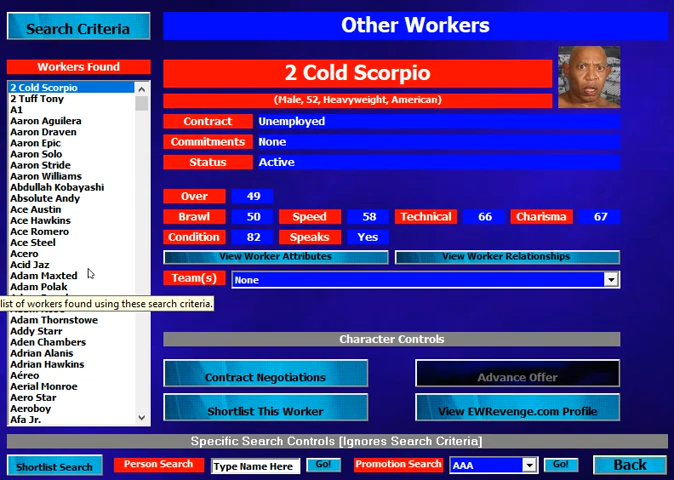 Search Criteria
Other Workers
Workers Found
2 Cold Scorpio
2 Tuff Tony
A1
Aaron Aguilera
Aaron Draven
Aaron Epic
Aaron Solo
Aaron Stride
Aaron Williams
Abdullah Kobayashi
Absolute Andy
Ace Austin
Ace Hawkins
Ace Romero
Ace Steel
Acero
Acid Jaz
Adam Maxted
Adam Polak
list of workers found using these search criteria.
Adam Thornstowe
Addy Starr
Aden Chambers
Adrian Alanis
Adrian Hawkins
Aéreo
Aerial Monroe
Aero Star
Aeroboy
Afa Jr.
2 Cold Scorpio
(Male, 52, Heavyweight, American)
Contract Unemployed
Commitments None
Status Active
Over 49
Brawl 50 Speed 58 Technical 66 Charisma 67
Condition 82 Speaks Yes
View Worker Attributes View Worker Relationships
Team(s) None
Character Controls
Contract Negotiations Advance Offer
Shortlist This Worker View EWRevenge.com Profile
Specific Search Controls [Ignores Search Criteria]
Shortlist Search Person Search Type Name Here Go! Promotion Search AAA Go! Back